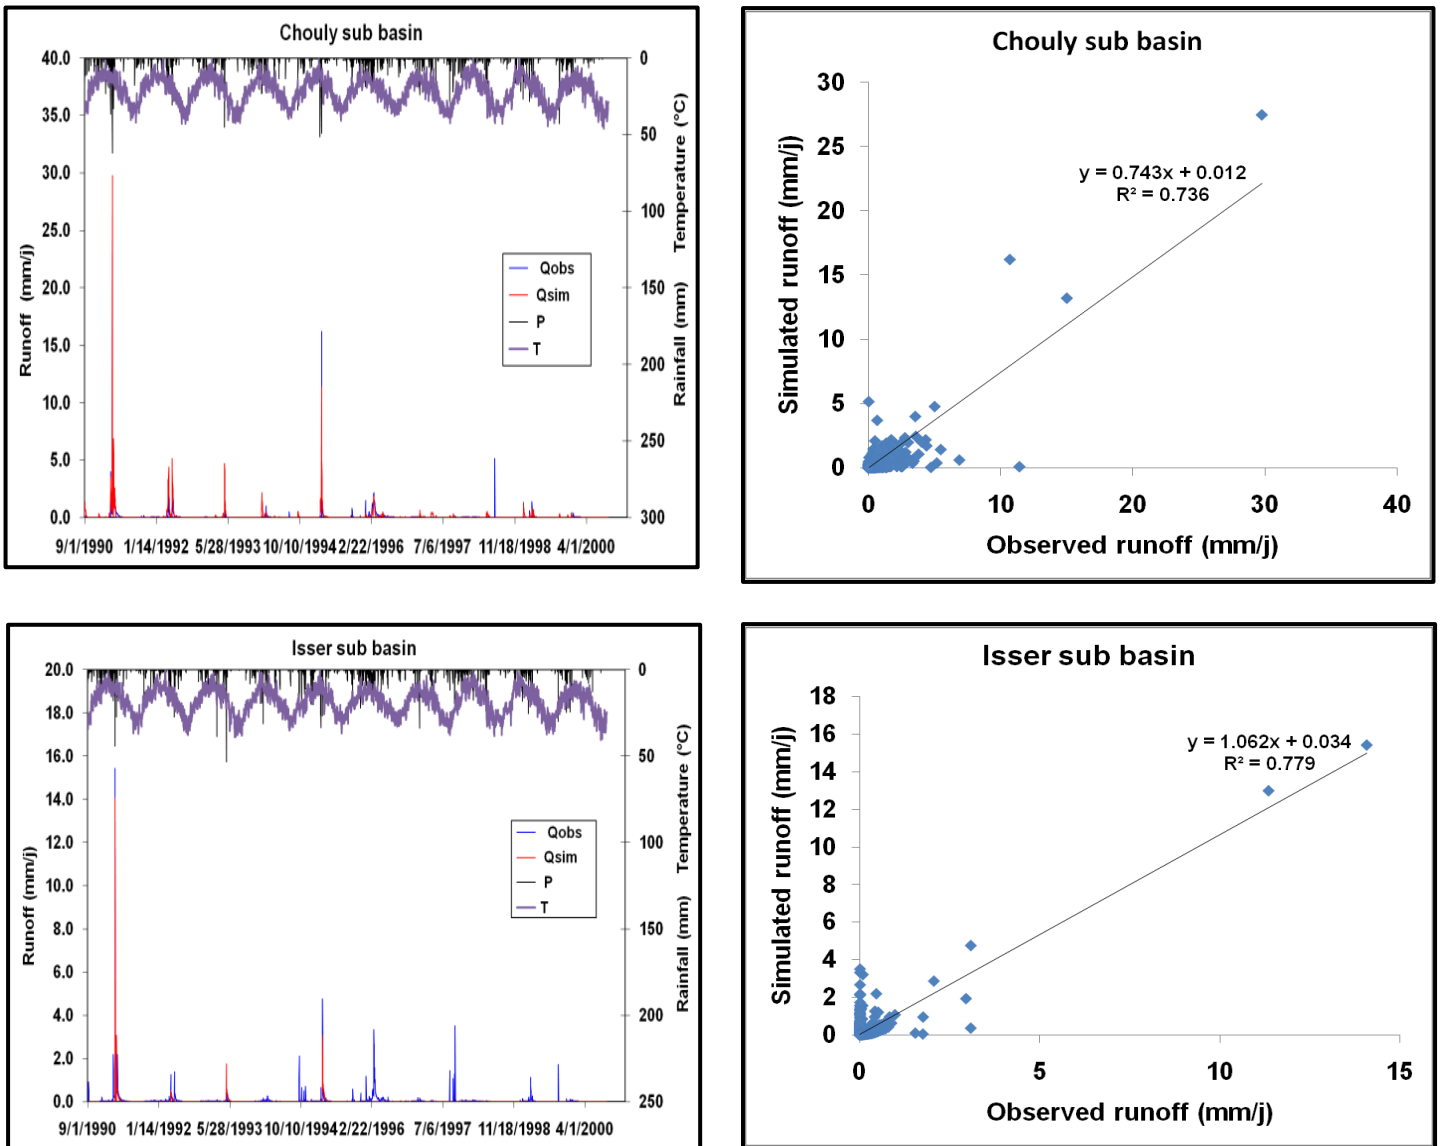 Chouly sub basin
40.0
35.0
30.0
25.0
20.0
15.0
10.0
5.0
0.0
Runoff (mm/j)
0
50
100
150
200
250
300
Rainfall (mm) Temperature (°C)
Qobs
Qsim
P
T
9/1/1990 1/14/1992 5/28/1993 10/10/1994 2/22/1996 7/6/1997 11/18/1998 4/1/2000
Chouly sub basin
30
25
20
15
10
5
0
Simulated runoff (mm/j)
y = 0.743x + 0.012
R² = 0.736
0 10 20 30 40
Observed runoff (mm/j)
Isser sub basin
20.0
18.0
16.0
14.0
12.0
10.0
8.0
6.0
4.0
2.0
0.0
Runoff (mm/j)
0
50
100
150
200
250
Rainfall (mm) Temperature (°C)
Qobs
Qsim
P
T
9/1/1990 1/14/1992 5/28/1993 10/10/1994 2/22/1996 7/6/1997 11/18/1998 4/1/2000
Isser sub basin
18
16
14
12
10
8
6
4
2
0
Simulated runoff (mm/j)
y = 1.062x + 0.034
R² = 0.779
0 5 10 15
Observed runoff (mm/j)